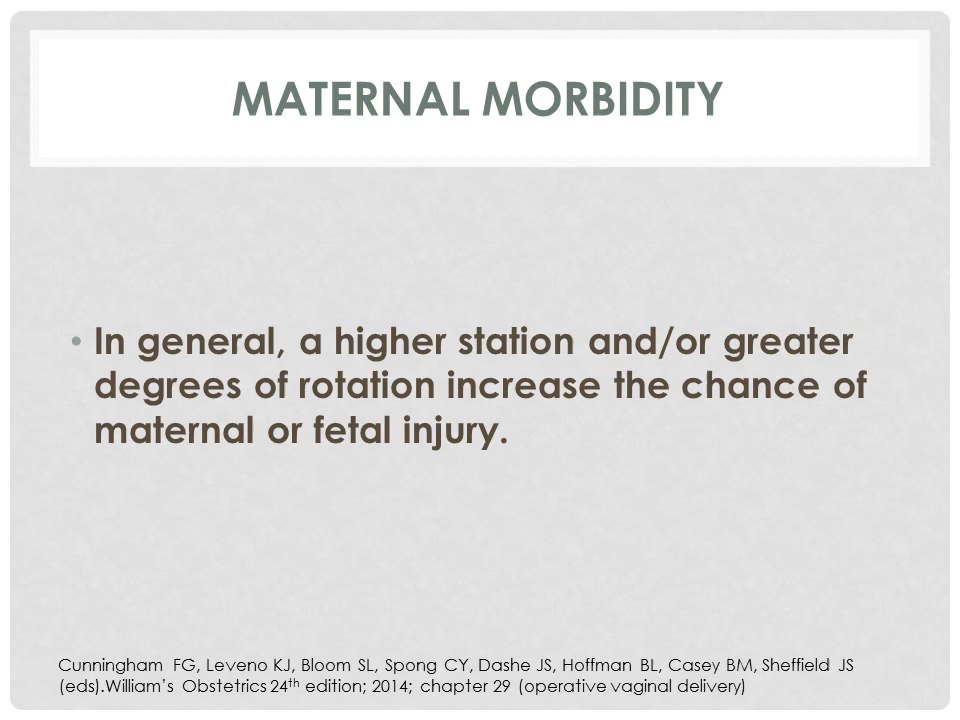 MATERNAL MORBIDITY
• In general, a higher station and/or greater
degrees of rotation increase the chance of
maternal or fetal injury.
Cunningham FG, Leveno KJ, Bloom SL, Spong CY, Dashe JS, Hoffman BL, Casey BM, Sheffield JS
(eds).William’s Obstetrics 24th edition; 2014; chapter 29 (operative vaginal delivery)